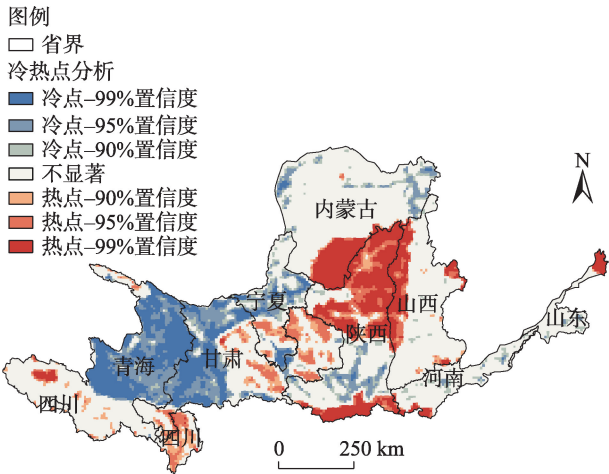 图例
省界
冷热点分析
冷点–99%置信度
冷点–95%置信度
冷点–90%置信度
不显著
热点–90%置信度
热点–95%置信度
热点–99%置信度
N
内蒙古
宁夏
山西
山东
陕西
青海
甘肃
河南
四川
四川
0 250 km